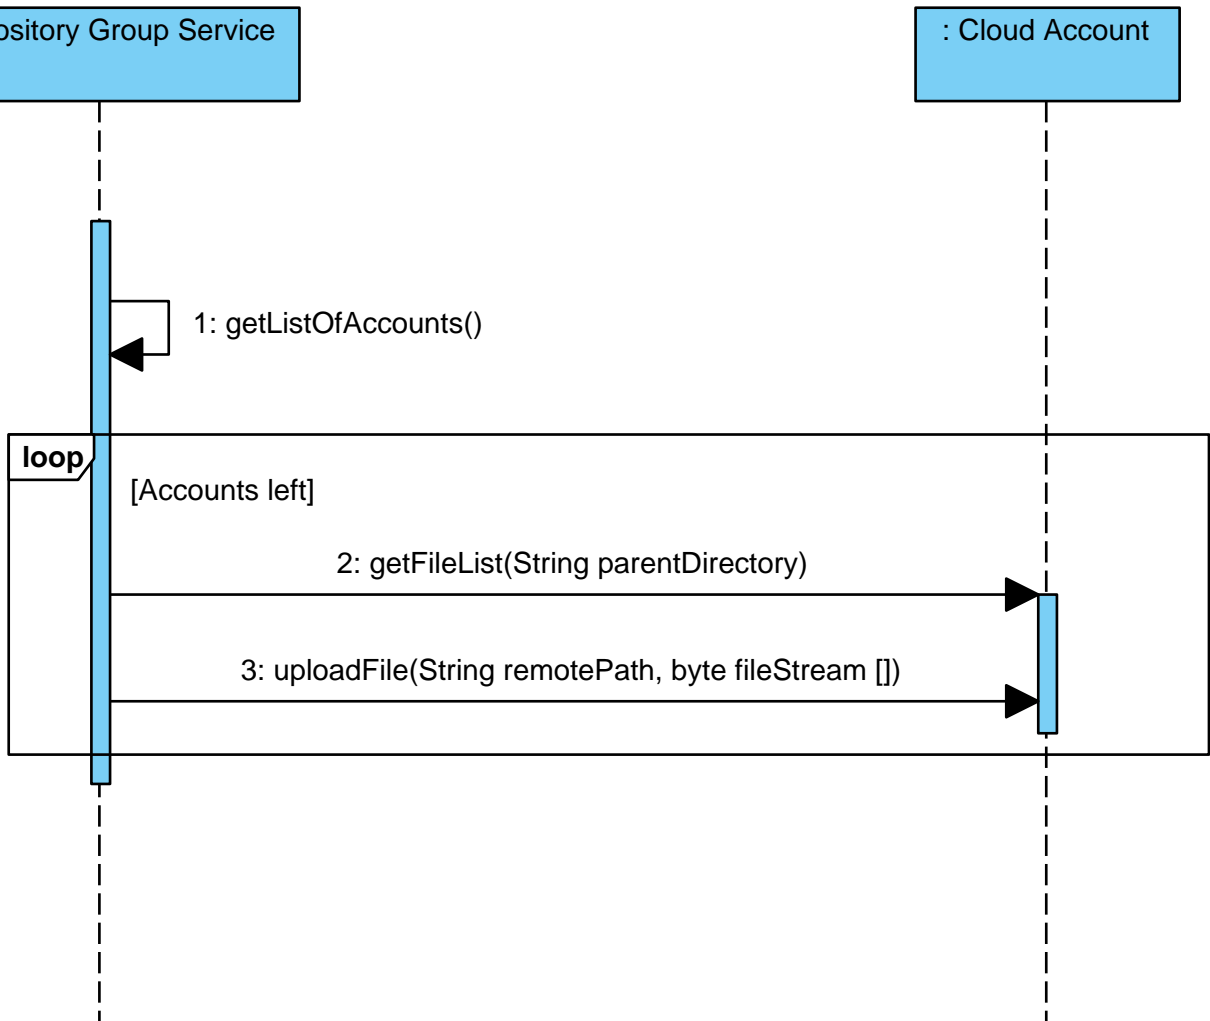 Group Service
: Cloud Account
1: getListOfAccounts()
loop
[Accounts left]
2: getFileList(String parentDirectory)
3: uploadFile(String remotePath, byte fileStream [])